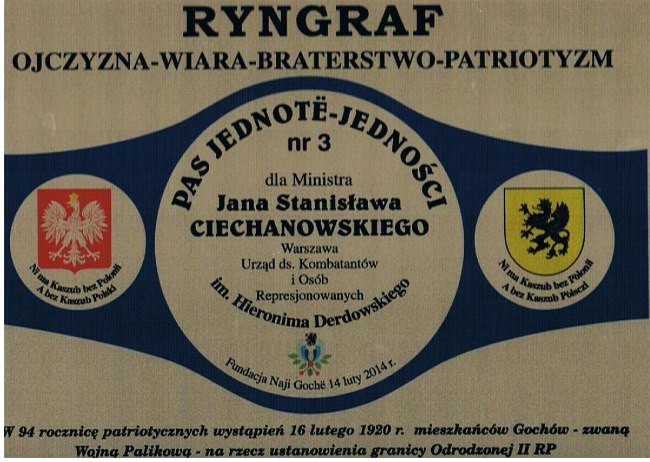 RYNGRAF
OJCZYZNA-WIARA-BRATERSTWO-PATRIOTYZM
PAS JEDNOTË-JEDNOŚCI
nr 3
dla Ministra
Jana Stanisława
CIECHANOWSKIEGO
Warszawa
Urząd ds. Kombatantów
i Osób
Represjonowanych
im. Hieronima Derdowskiego
Fundacja Naji Gochë 14 luty 2014 r.
Ni ma Kaszub bez Polonii
A bez Kaszub Polski
Ni ma Kaszub bez Pòlonii
A bez Kaszub Pòlsczi
W 94 rocznicę patriotycznych wystąpień 16 lutego 1920 r. mieszkańców Gochów - zwaną
Wojną Palikową - na rzecz ustanowienia granicy Odrodzonej II RP